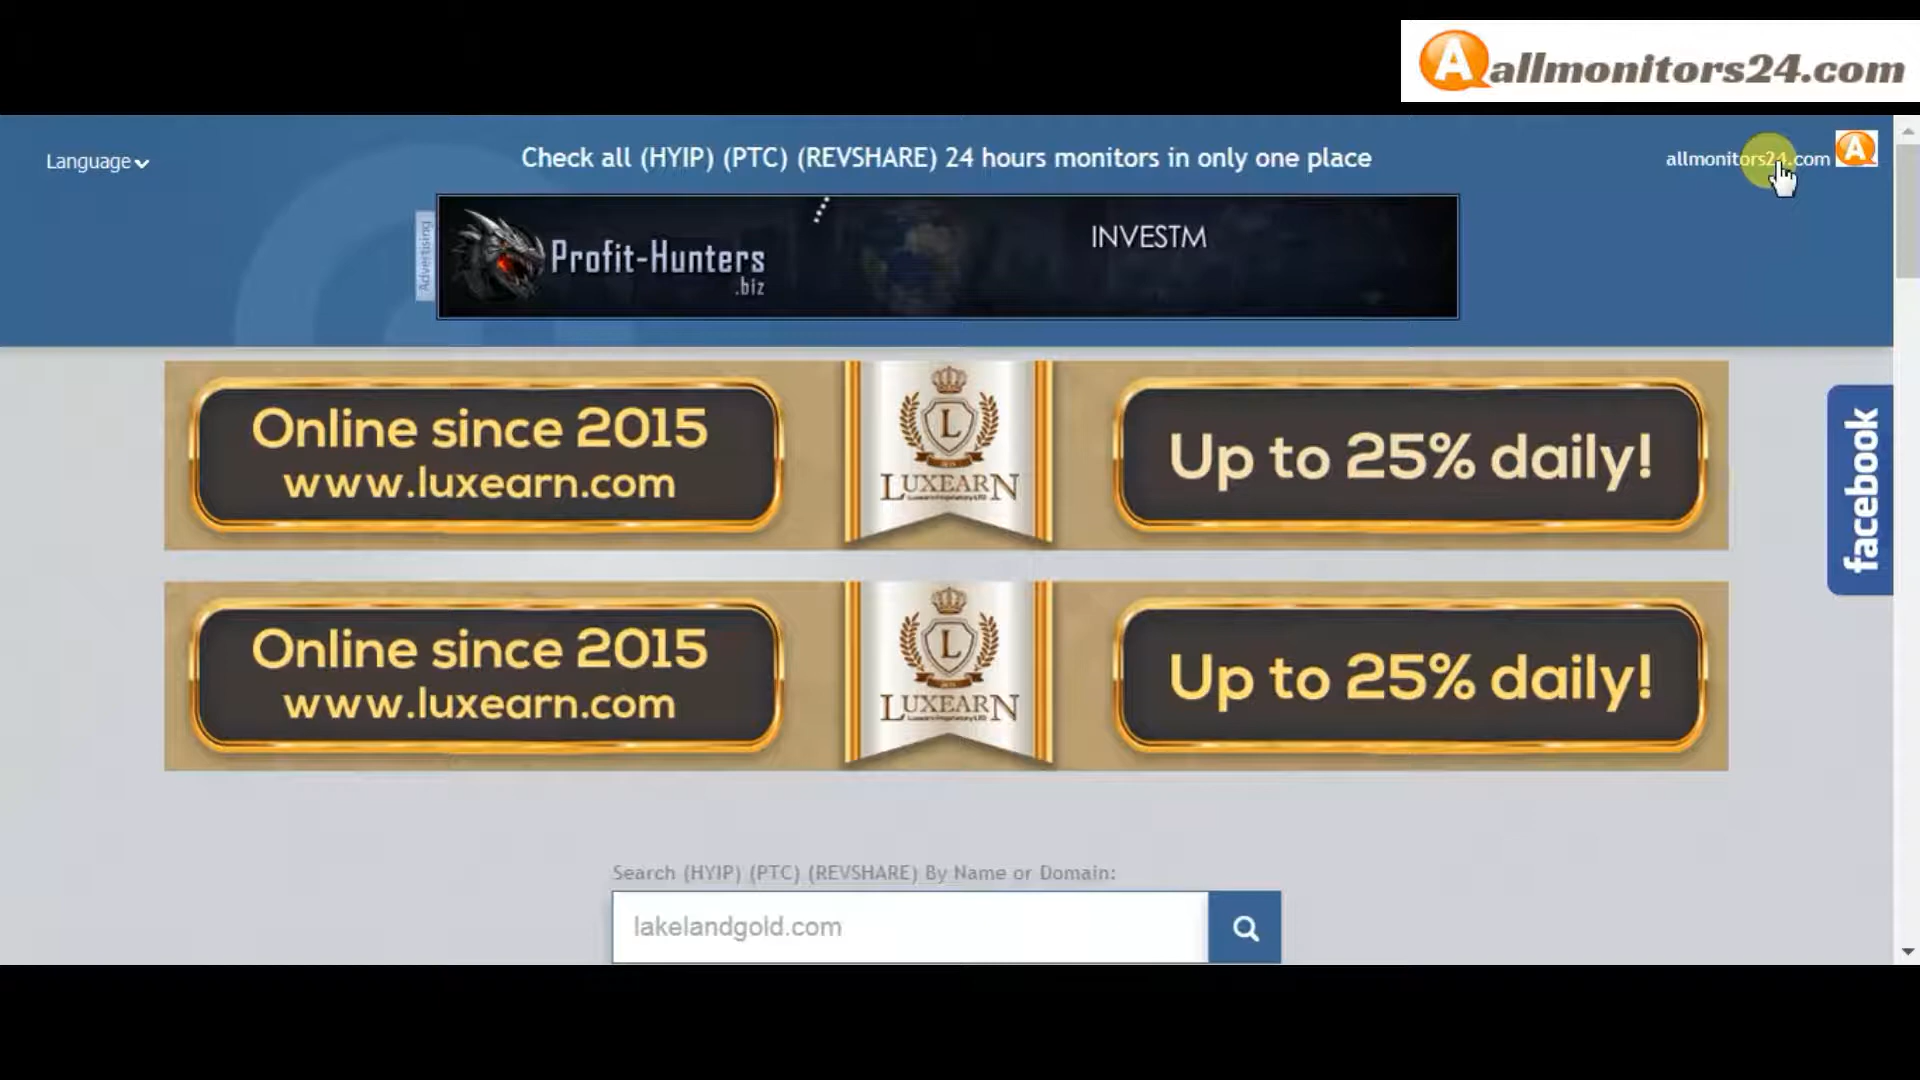 Aallmonitors24.com
Language
Check all (HYIP) (PTC) (REVSHARE) 24 hours monitors in only one place
allmonitors24.com A
Advertising
Profit-Hunters
.biz
INVESTM
Online since 2015
www.luxearn.com
L
LUXEARN
Up to 25% daily!
facebook
Online since 2015
www.luxearn.com
L
LUXEARN
Up to 25% daily!
Search (HYIP) (PTC) (REVSHARE) By Name or Domain:
lakelandgold.com